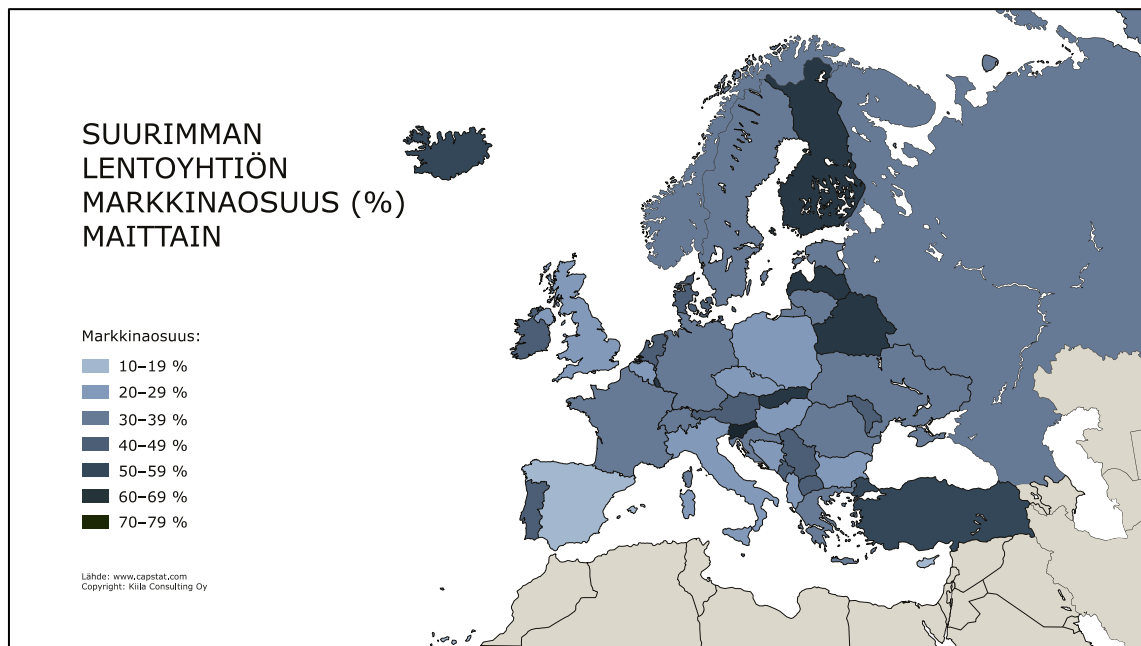 SUURIMMAN
LENTOYHTIÖN
MARKKINAOSUUS (%)
MAITTAIN
Markkinaosuus:
10–19 %
20–29 %
30–39 %
40–49 %
50–59 %
60–69 %
70–79 %
Lähde: www.capstat.com
Copyright: Kiila Consulting Oy